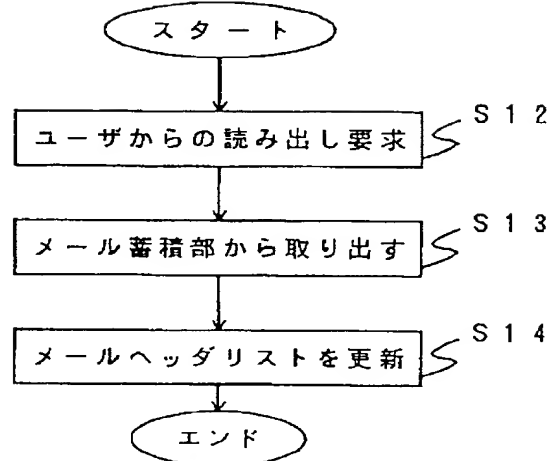 スタート
ユーザからの読み出し要求
S12
メール蓄積部から取り出す
S13
メールヘッダリストを更新
S14
エンド